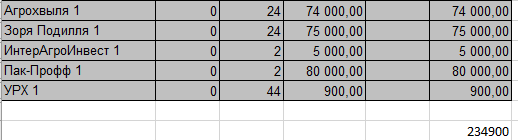 Агрохвыля 1 0 24 74 000,00 74 000,00
Зоря Подилля 1 0 24 75 000,00 75 000,00
ИнтерАгроИнвест 1 0 2 5 000,00 5 000,00
Пак-Профф 1 0 2 80 000,00 80 000,00
УРХ 1 0 44 900,00 900,00
234900